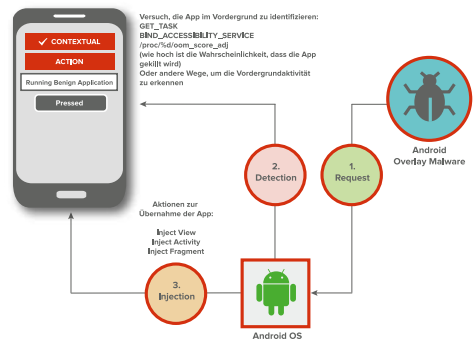 CONTEXTUAL
ACTION
Running Benign Application
Pressed
Versuch, die App im Vordergrund zu identifizieren:
GET_TASK
BIND_ACCESSIBILITY_SERVICE
/proc/%d/oom_score_adj
(wie hoch ist die Wahrscheinlichkeit, dass die App
gekillt wird)
Oder andere Wege, um die Vordergrundaktivität
zu erkennen
Android
Overlay Malware
1.
Request
2.
Detection
Aktionen zur
Übernahme der App:
Inject View
Inject Activity
Inject Fragment
3.
Injection
Android OS